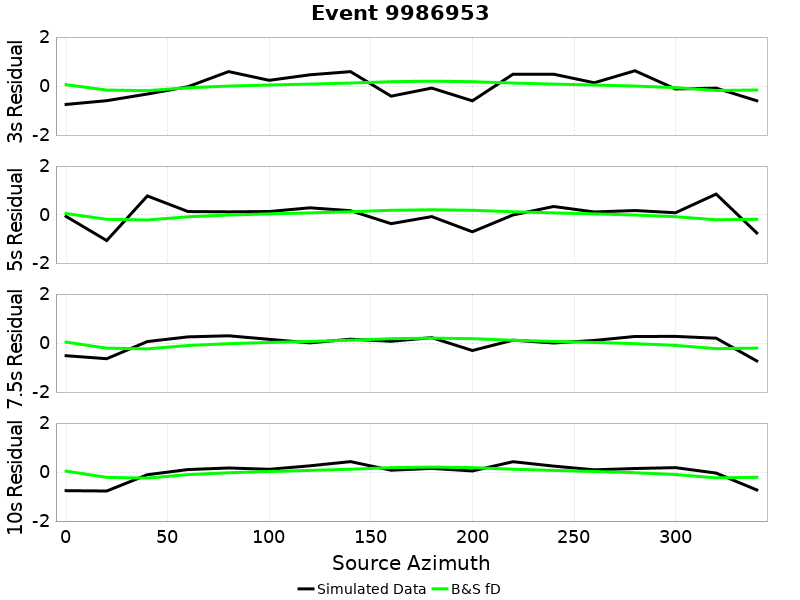 Event 9986953
3s Residual
2
0
-2
5s Residual
2
0
-2
7.5s Residual
2
0
-2
10s Residual
2
0
-2
0 50 100 150 200 250 300
Source Azimuth
Simulated Data B&S fD